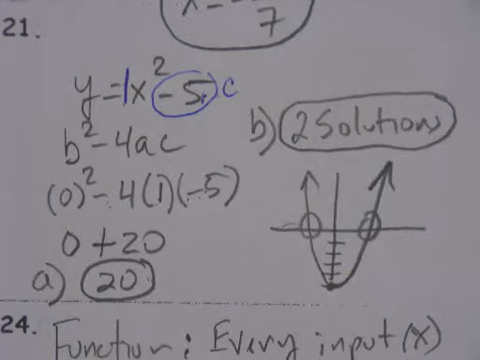 x = -
7
21.
y = 1x² - 5 c
b² - 4ac
(0)² - 4(1)(-5)
0 + 20
a) 20
b) 2 Solutions
24. Function: Every input (x)